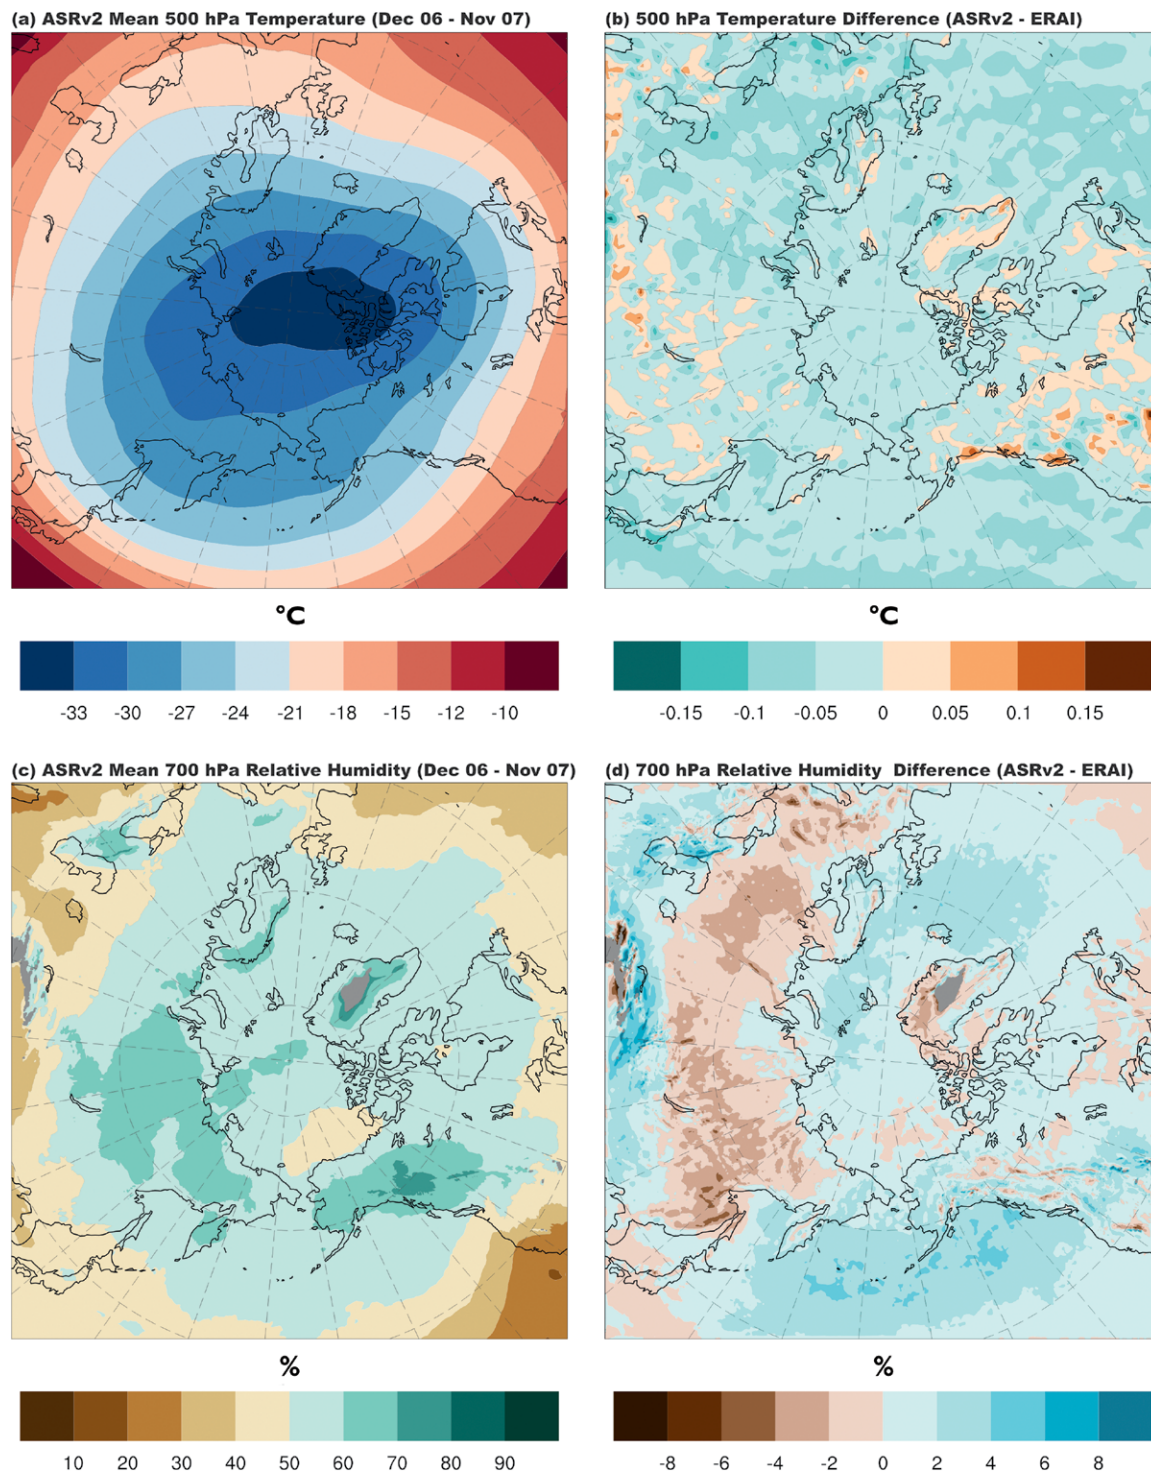 (a) ASRv2 Mean 500 hPa Temperature (Dec 06 - Nov 07)
(b) 500 hPa Temperature Difference (ASRv2 - ERAI)
°C
°C
-33 -30 -27 -24 -21 -18 -15 -12 -10
-0.15 -0.1 -0.05 0 0.05 0.1 0.15
(c) ASRv2 Mean 700 hPa Relative Humidity (Dec 06 - Nov 07)
(d) 700 hPa Relative Humidity Difference (ASRv2 - ERAI)
%
%
10 20 30 40 50 60 70 80 90
-8 -6 -4 -2 0 2 4 6 8